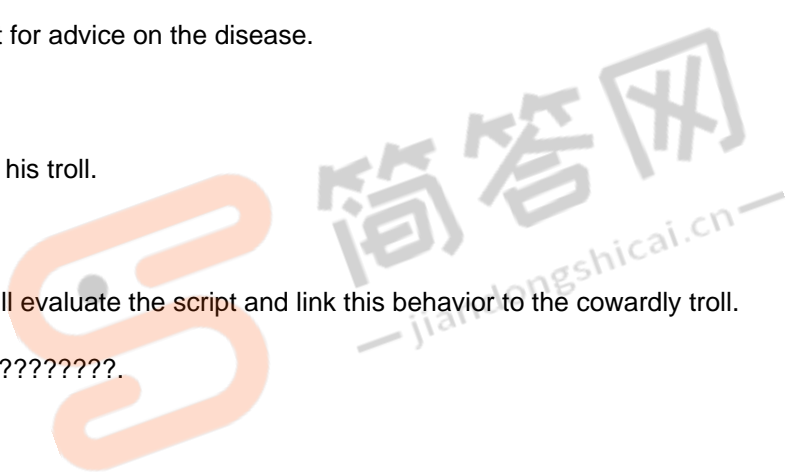 for advice on the disease.
简答网
his troll.
jiandongshicai.cn
ll evaluate the script and link this behavior to the cowardly troll.
????????.